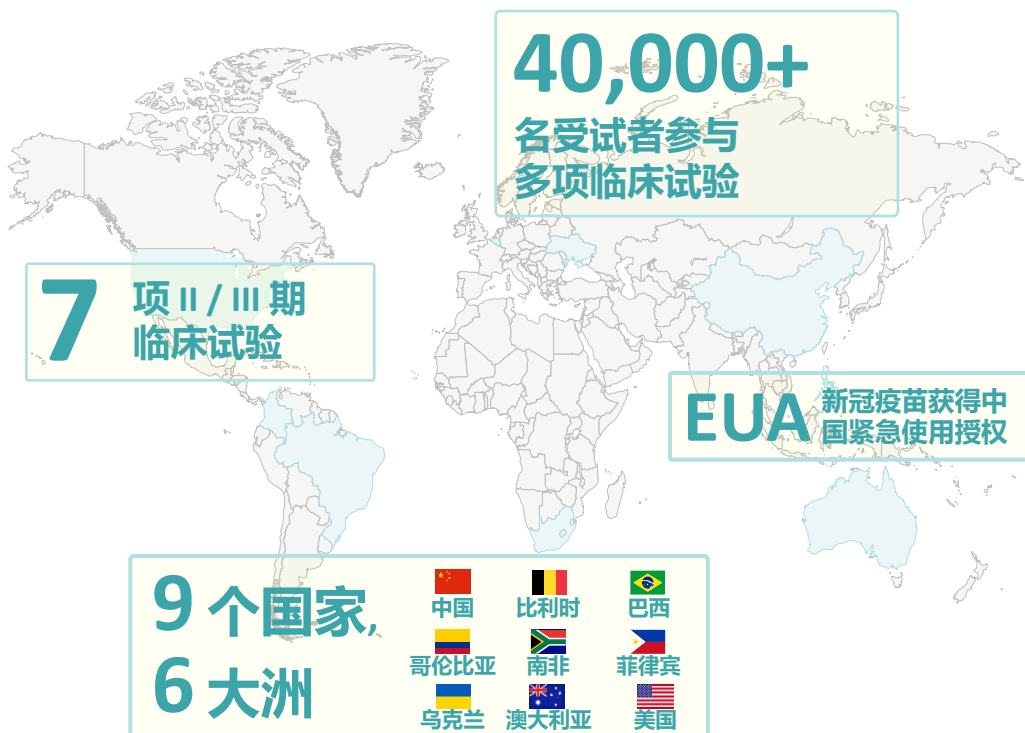 40,000+
名受试者参与
多项临床试验
7
项 II / III 期
临床试验
EUA
新冠疫苗获得中
国紧急使用授权
9 个国家,
6 大洲
中国 比利时 巴西
哥伦比亚 南非 菲律宾
乌克兰 澳大利亚 美国